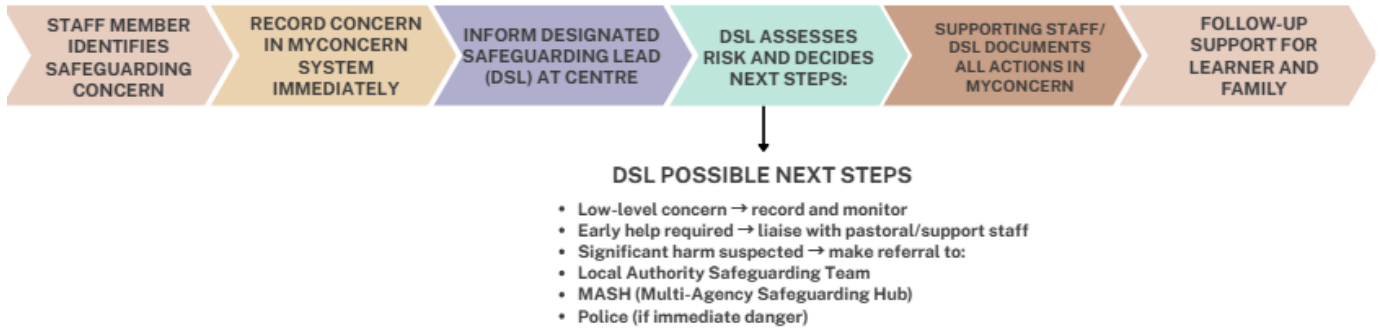 STAFF MEMBER
IDENTIFIES
SAFEGUARDING
CONCERN
RECORD CONCERN
IN MYCONCERN
SYSTEM
IMMEDIATELY
INFORM DESIGNATED
SAFEGUARDING LEAD
(DSL) AT CENTRE
DSL ASSESSES
RISK AND DECIDES
NEXT STEPS:
SUPPORTING STAFF/
DSL DOCUMENTS
ALL ACTIONS IN
MYCONCERN
FOLLOW-UP
SUPPORT FOR
LEARNER AND
FAMILY
DSL POSSIBLE NEXT STEPS
• Low-level concern → record and monitor
• Early help required → liaise with pastoral/support staff
• Significant harm suspected → make referral to:
• Local Authority Safeguarding Team
• MASH (Multi-Agency Safeguarding Hub)
• Police (if immediate danger)